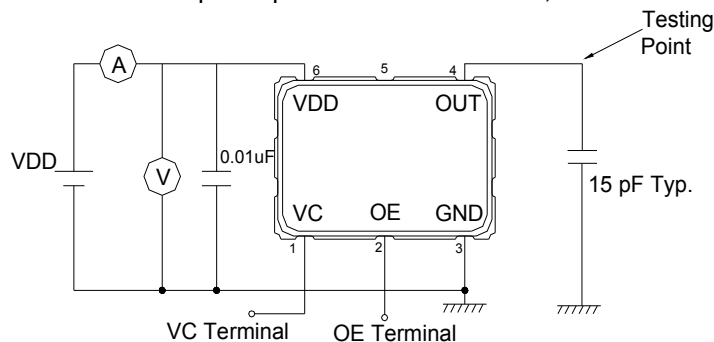 Testing
Point
A
6
5
4
VDD
OUT
VDD
V
0.01uF
15 pF Typ.
VC
OE
GND
1
2
3
VC Terminal
OE Terminal